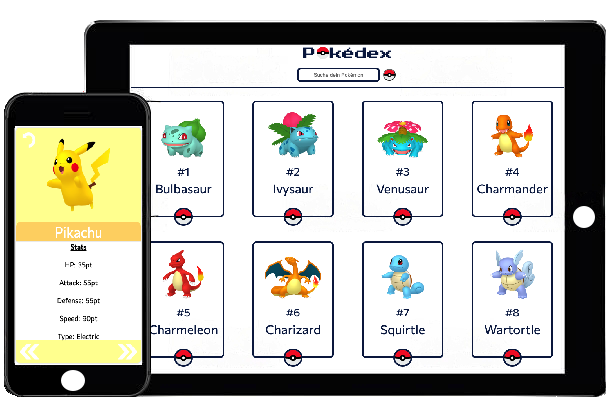 Pokédex
Suche dein Pokémon
#1
Bulbasaur
#2
Ivysaur
#3
Venusaur
#4
Charmander
#5
Charmeleon
#6
Charizard
#7
Squirtle
#8
Wartortle
Pikachu
Stats
HP: 35pt
Attack: 55pt
Defense: 55pt
Speed: 90pt
Type: Electric